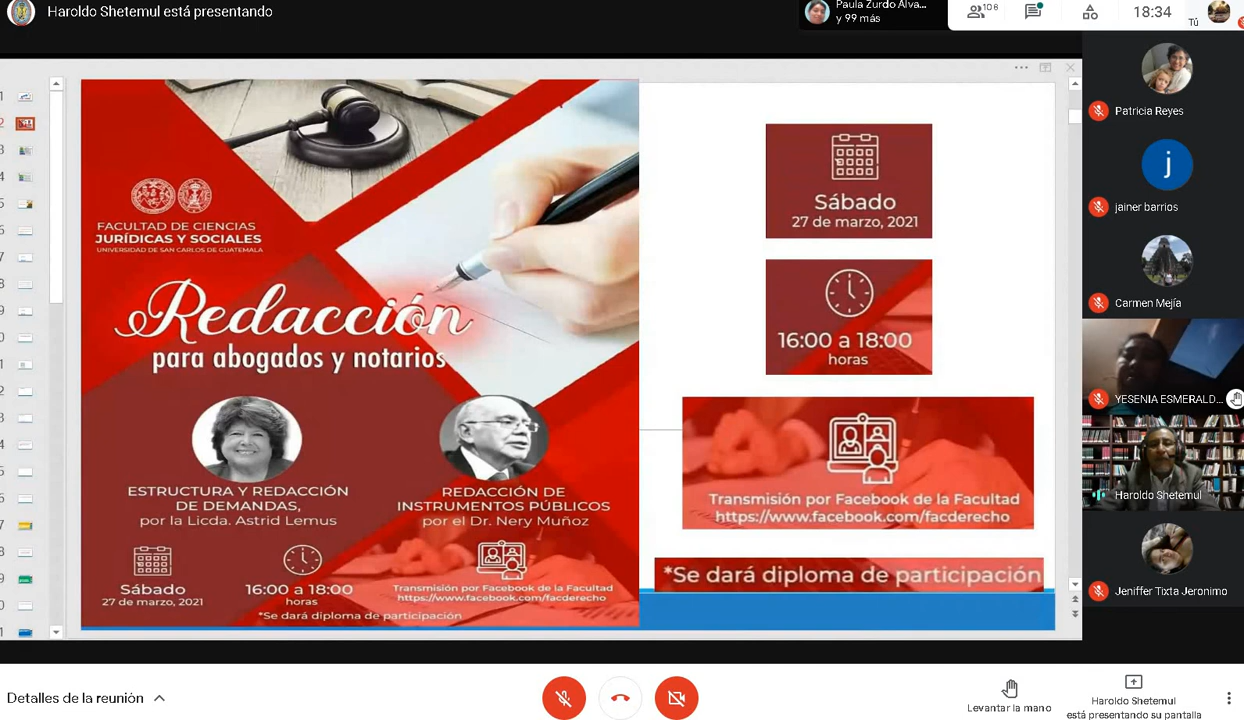 Haroldo Shetemul está presentando
Paula Zurdo Alva...
y 99 más
106
18:34
Tú
FACULTAD DE CIENCIAS
JURÍDICAS Y SOCIALES
UNIVERSIDAD DE SAN CARLOS DE GUATEMALA
Redacción
para abogados y notarios
ESTRUCTURA Y REDACCIÓN
DE DEMANDAS,
por la Licda. Astrid Lemus
REDACCIÓN DE
INSTRUMENTOS PÚBLICOS
por el Dr. Nery Muñoz
Sábado
27 de marzo, 2021
16:00 a 18:00
horas
Transmisión por Facebook de la Facultad
https://www.facebook.com/facderecho
*Se dará diploma de participación
Sábado
27 de marzo, 2021
16:00 a 18:00
horas
Transmisión por Facebook de la Facultad
https://www.facebook.com/facderecho
*Se dará diploma de participación
Patricia Reyes
j
jainer barrios
Carmen Mejía
YESENIA ESMERALD...
Haroldo Shetemul
Jeniffer Tixta Jeronimo
Detalles de la reunión
Levantar la mano
Haroldo Shetemul
está presentando su pantalla